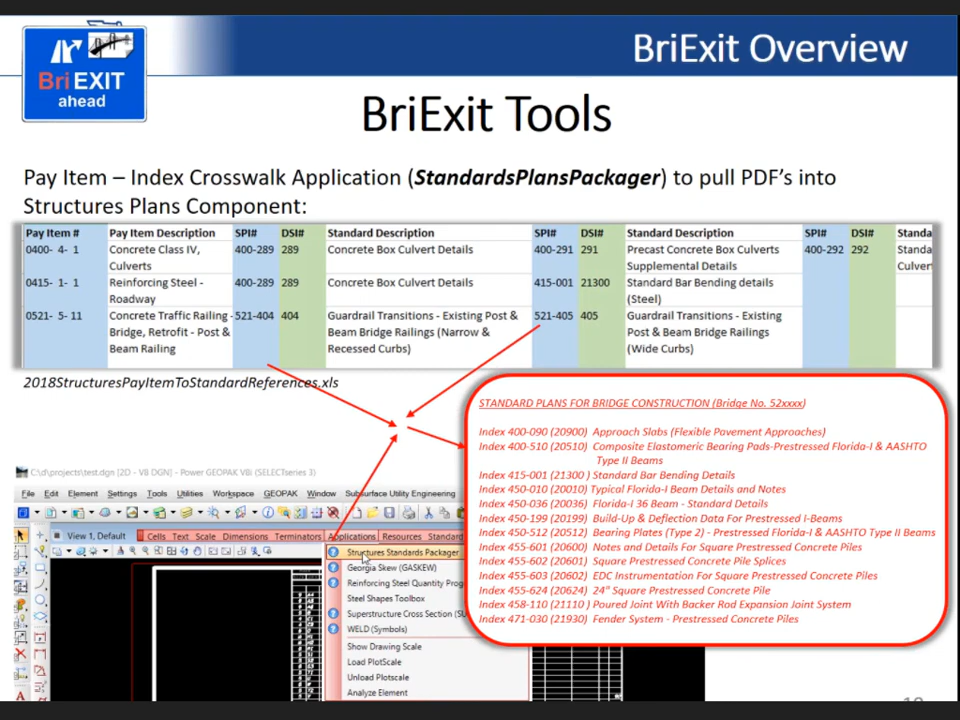 BriExit Overview
Bri EXIT
ahead
BriExit Tools
Pay Item – Index Crosswalk Application (StandardsPlansPackager) to pull PDF's into
Structures Plans Component:
Pay Item # Pay Item Description SPI# DSI# Standard Description SPI# DSI# Standard Description SPI# DSI# Standa
0400- 4- 1 Concrete Class IV, 400-289 289 Concrete Box Culvert Details 400-291 291 Precast Concrete Box Culverts 400-292 292 Standa
Culverts Supplemental Details Culver
0415- 1- 1 Reinforcing Steel - 400-289 289 Concrete Box Culvert Details 415-001 21300 Standard Bar Bending details
Roadway (Steel)
0521- 5- 11 Concrete Traffic Railing - 521-404 404 Guardrail Transitions - Existing Post & 521-405 405 Guardrail Transitions - Existing
Bridge, Retrofit - Post & Beam Bridge Railings (Narrow & Post & Beam Bridge Railings
Beam Railing Recessed Curbs) (Wide Curbs)
2018StructuresPayItemToStandardReferences.xls
STANDARD PLANS FOR BRIDGE CONSTRUCTION (Bridge No. 52xxxx)
Index 400-090 (20900) Approach Slabs (Flexible Pavement Approaches)
Index 400-510 (20510) Composite Elastomeric Bearing Pads-Prestressed Florida-I & AASHTO
Type II Beams
Index 415-001 (21300 ) Standard Bar Bending Details
Index 450-010 (20010) Typical Florida-I Beam Details and Notes
Index 450-036 (20036) Florida-I 36 Beam - Standard Details
Index 450-199 (20199) Build-Up & Deflection Data For Prestressed I-Beams
Index 450-512 (20512) Bearing Plates (Type 2) - Prestressed Florida-I & AASHTO Type II Beams
Index 455-601 (20600) Notes and Details For Square Prestressed Concrete Piles
Index 455-602 (20601) Square Prestressed Concrete Pile Splices
Index 455-603 (20602) EDC Instrumentation For Square Prestressed Concrete Piles
Index 455-624 (20624) 24" Square Prestressed Concrete Pile
Index 458-110 (21110 ) Poured Joint With Backer Rod Expansion Joint System
Index 471-030 (21930) Fender System - Prestressed Concrete Piles
C:\d\projects\test.dgn [2D - V8 DGN] - Power GEOPAK V8i (SELECTseries 3)
File Edit Element Settings Tools Utilities Workspace GEOPAK Window Subsurface Utility Engineering
View 1, Default Cells Text Scale Dimensions Terminators Applications Resources Standard
Structures Standards Packager
Georgia Skew (GASKEW)
Reinforcing Steel Quantity Prog
Steel Shapes Toolbox
Superstructure Cross Section (SU
WELD (Symbols)
Show Drawing Scale
Load PlotScale
Unload Plotscale
Analyze Element